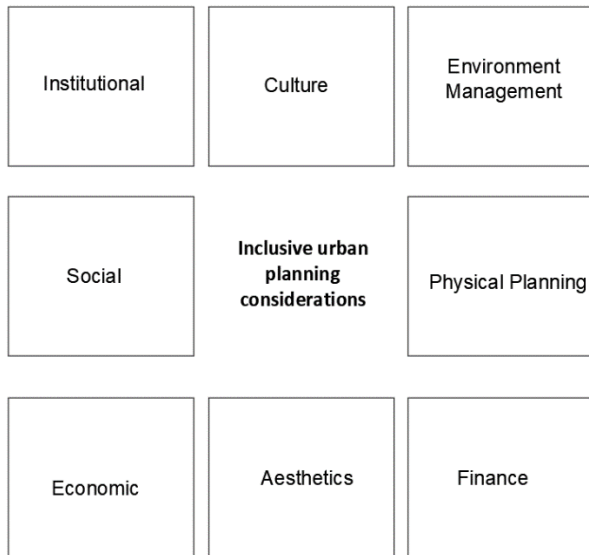 Institutional
Culture
Environment
Management
Social
Inclusive urban
planning
considerations
Physical Planning
Economic
Aesthetics
Finance